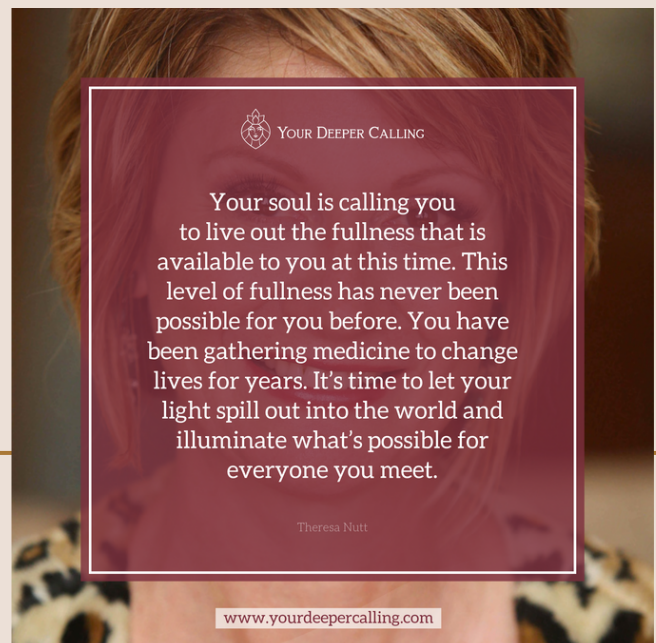 YOUR DEEPER CALLING
Your soul is calling you
to live out the fullness that is
available to you at this time. This
level of fullness has never been
possible for you before. You have
been gathering medicine to change
lives for years. It’s time to let your
light spill out into the world and
illuminate what’s possible for
everyone you meet.
Theresa Nutt
www.yourdeepercalling.com